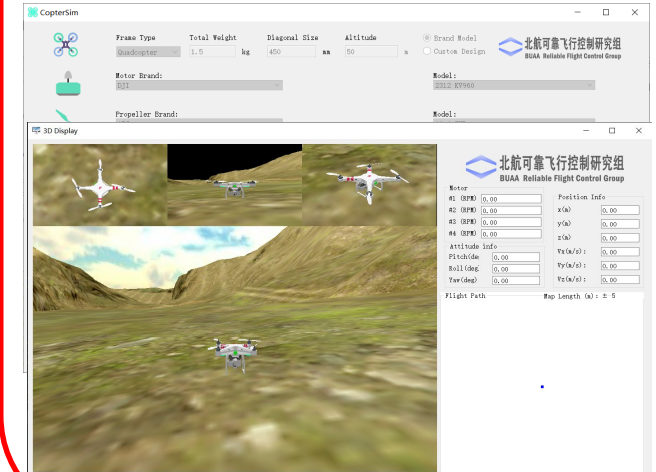 CopterSim
Frame Type Total Weight Diagonal Size Altitude
Brand Model
Quadcopter 1.5 kg 450 mm 50 m
Custom Design
北航可靠飞行控制研究组
BUAA Reliable Flight Control Group
Motor Brand: Model:
DJI 2312 KV960
Propeller Brand: Model:
3D Display
北航可靠飞行控制研究组
BUAA Reliable Flight Control Group
Motor
#1 (RPM) 0.00
#2 (RPM) 0.00
#3 (RPM) 0.00
#4 (RPM) 0.00
Position Info
x(m) 0.00
y(m) 0.00
z(m) 0.00
Vx(m/s): 0.00
Vy(m/s): 0.00
Vz(m/s): 0.00
Attitude info
Pitch(de 0.00
Roll(deg 0.00
Yaw(deg) 0.00
Flight Path Map Length (m): ± 5